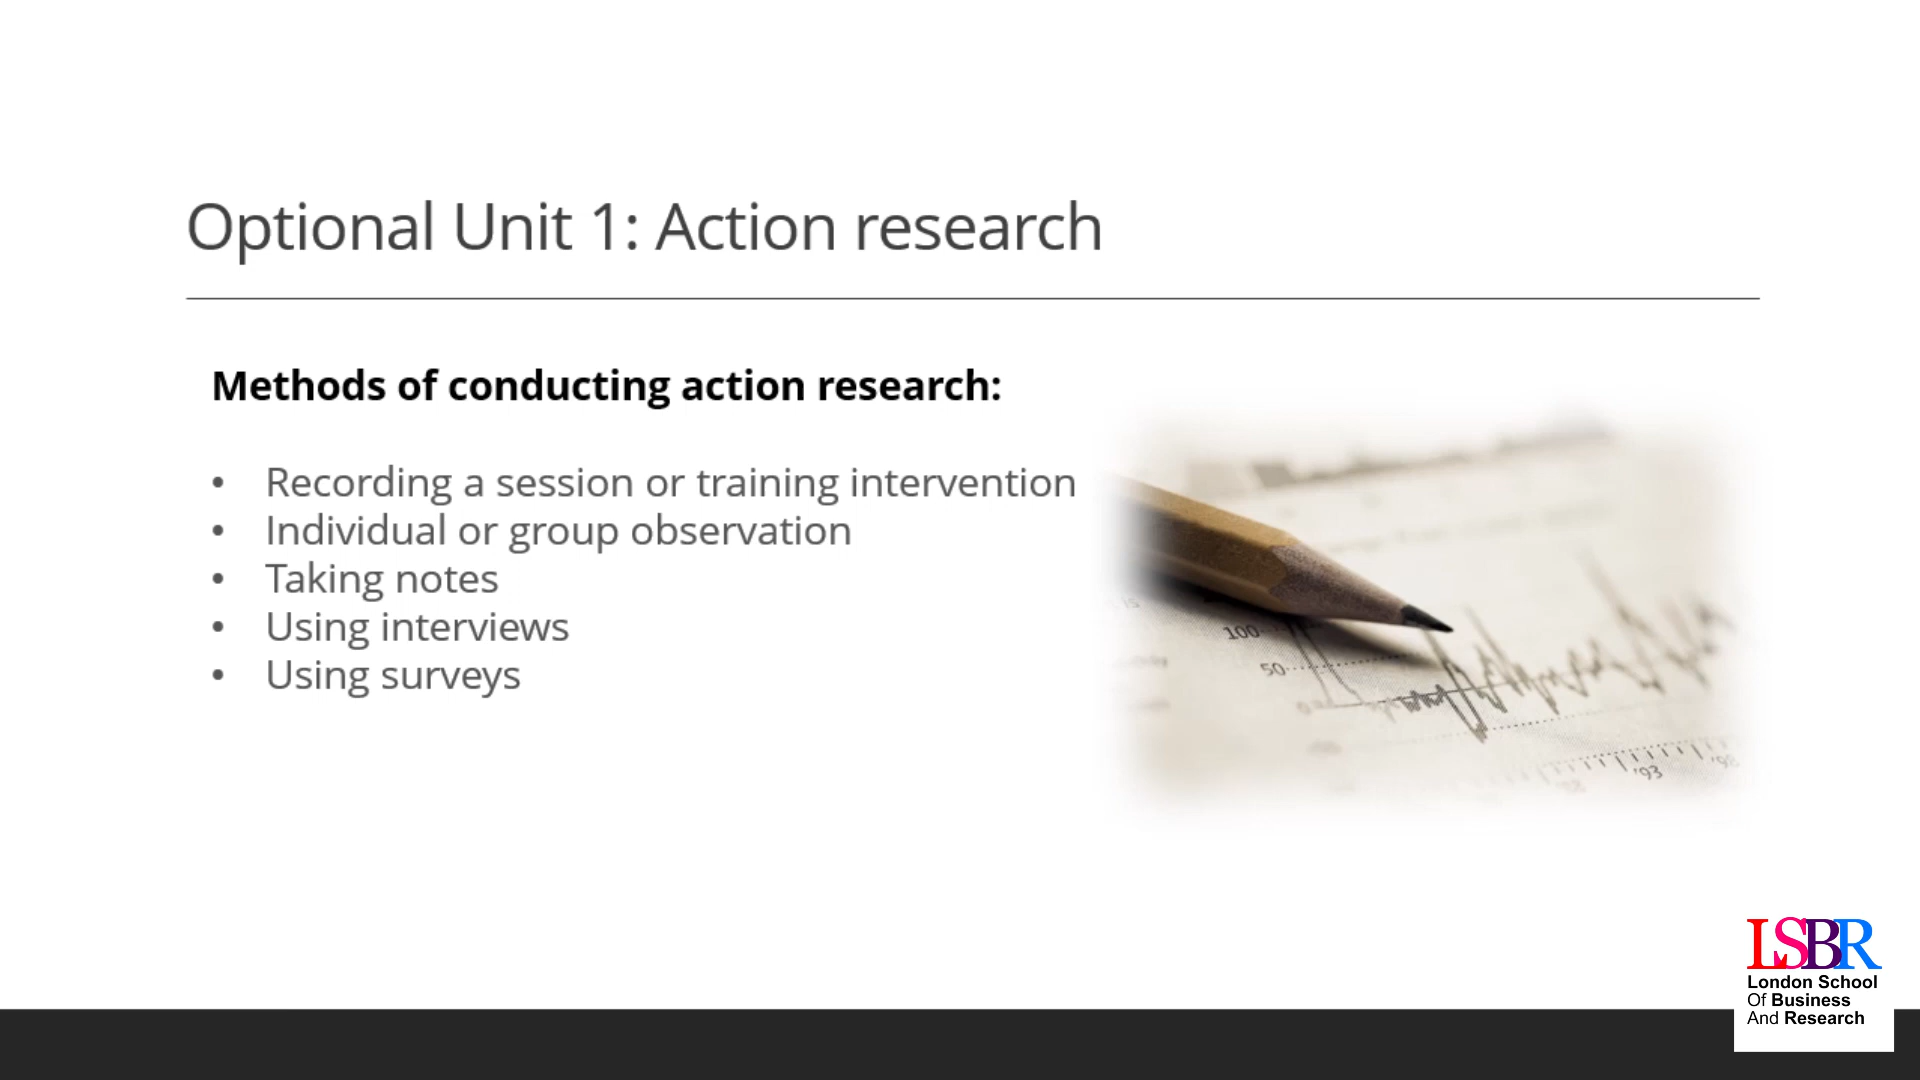 Optional Unit 1: Action research
Methods of conducting action research:
• Recording a session or training intervention
• Individual or group observation
• Taking notes
• Using interviews
• Using surveys
100
50
'93
LSBR
London School
Of Business
And Research